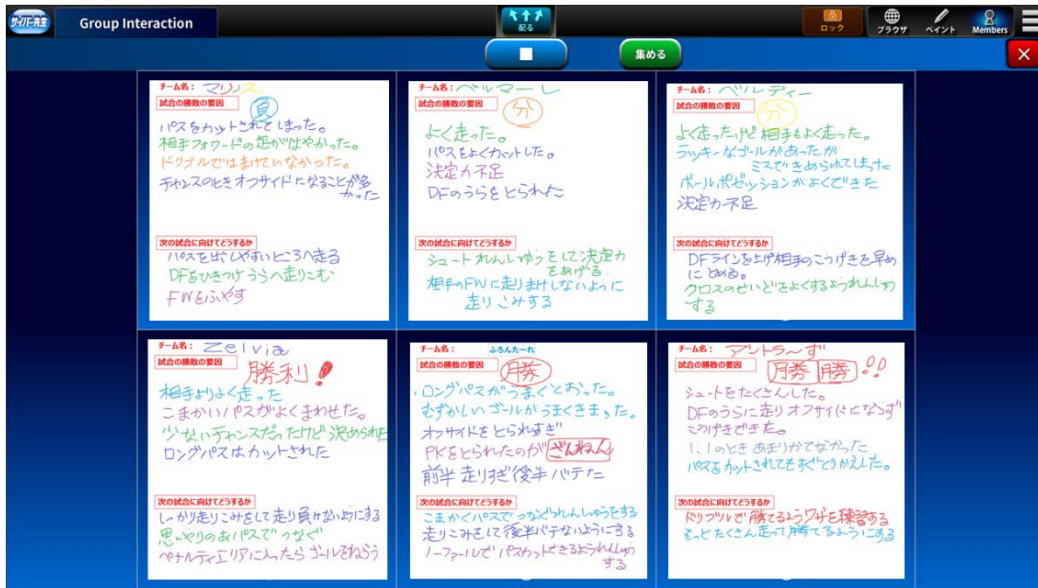 サイバー先生
Group Interaction
配る
ロック
ブラウザ
ペイント
Members
集める
チーム名: マリノス
試合の勝敗の要因
負
パスをカットされてしまった。
相手フォワードの足がはやかった。
ドリブルではまけていなかった。
チャンスのときオフサイドになることが多
かった
次の試合に向けてどうするか
パスを出しやすいところへ走る
DFをひきつけうらへ走りこむ
FWをふやす
チーム名: ベルマーレ
試合の勝敗の要因
分
よく走った。
パスをよくカットした。
決定力不足
DFのうらをとられた
次の試合に向けてどうするか
シュートれんしゅうをして決定力
をあげる
相手のFWに走りまけしないように
走りこみする
チーム名: ベルディー
試合の勝敗の要因
分
よく走ったけど相手もよく走った。
ラッキーなゴールがあったが
ミスできめられてしまった
ボールポゼッションがよくできた
決定力不足
次の試合に向けてどうするか
DFラインを上げ相手のこうげきを早め
にとめる。
クロスのせいどをよくするようれんしゅう
する
チーム名: Zelvia
試合の勝敗の要因
勝利!
相手よりよく走った
こまかいパスがよくまわせた。
少ないチャンスだったけど決められた
ロングパスはカットされた
次の試合に向けてどうするか
しっかり走りこみをして走り負けないようにする
思いやりのあるパスでつなぐ
ペナルティエリアに入ったらゴールをねらう
チーム名: ふろんたーれ
試合の勝敗の要因
勝
ロングパスがうまくとおった。
むずかしいゴールがうまくきまった。
オフサイドをとられすぎ
PKをとられたのがざんねん
前半走りすぎ後半バテた
次の試合に向けてどうするか
こまかくパスでつなぐれんしゅうをする
走りこみをして後半バテないようにする
ノーファールでパスカットできるようれんしゅう
する
チーム名: アントラ〜ず
試合の勝敗の要因
勝勝!!
シュートをたくさんした。
DFのうらに走りオフサイドにならず
こうげきできた。
1:1のときあまりかてなかった
パスをカットされてもすぐとりかえした。
次の試合に向けてどうするか
ドリブルで勝てるようワザを練習する
もっとたくさん走って勝てるようにする